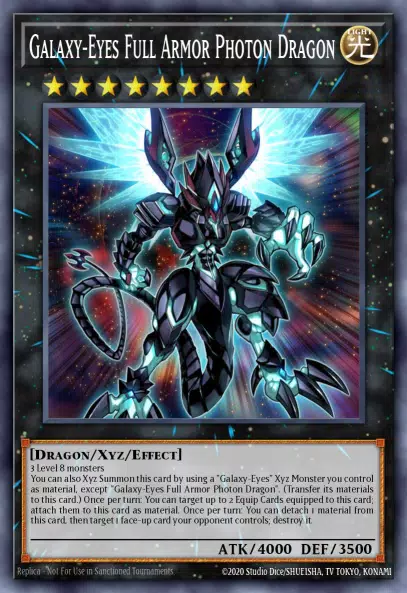 GALAXY-EYES FULL ARMOR PHOTON DRAGON
LIGHT
光
[DRAGON/XYZ/EFFECT]
3 Level 8 monsters
You can also Xyz Summon this card by using a "Galaxy-Eyes" Xyz Monster you control
as material, except "Galaxy-Eyes Full Armor Photon Dragon". (Transfer its materials
to this card.) Once per turn: You can target up to 2 Equip Cards equipped to this card;
attach them to this card as material. Once per turn: You can detach 1 material from
this card, then target 1 face-up card your opponent controls; destroy it.
ATK/4000 DEF/3500
Replica - Not For Use in Sanctioned Tournaments
©2020 Studio Dice/SHUEISHA, TV TOKYO, KONAMI